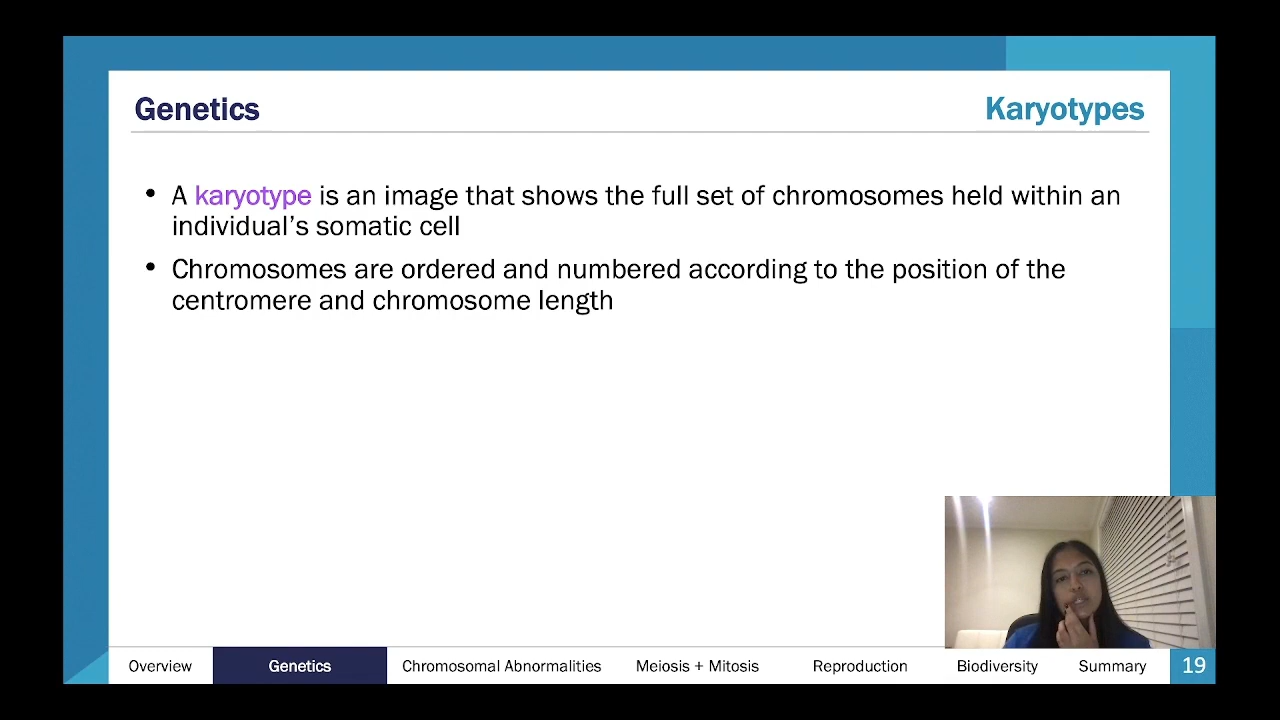 Genetics
Karyotypes
• A karyotype is an image that shows the full set of chromosomes held within an
individual’s somatic cell
• Chromosomes are ordered and numbered according to the position of the
centromere and chromosome length
Overview
Genetics
Chromosomal Abnormalities
Meiosis + Mitosis
Reproduction
Biodiversity
Summary
19